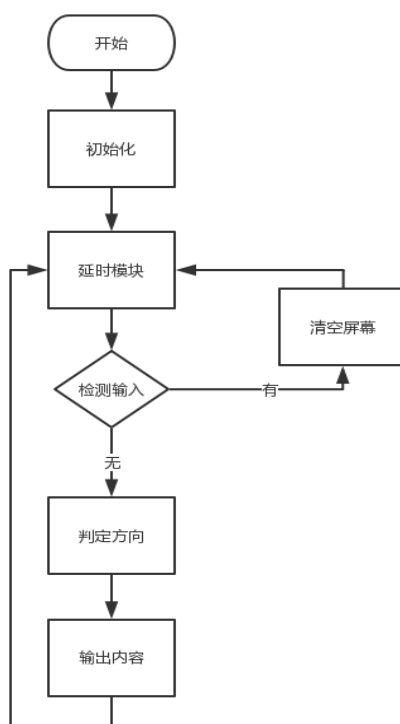 开始
初始化
延时模块
清空屏幕
检测输入
有
无
判定方向
输出内容